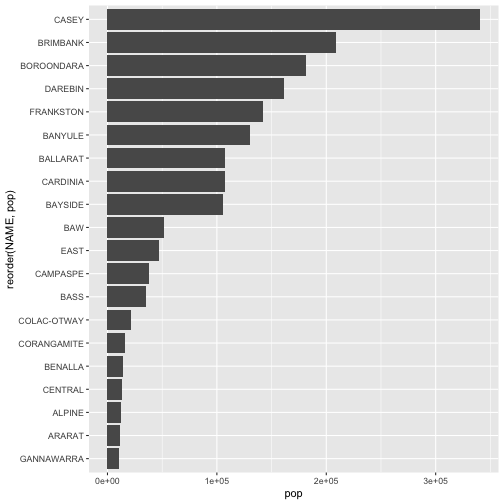 CASEY
BRIMBANK
BOROONDARA
DAREBIN
FRANKSTON
BANYULE
BALLARAT
CARDINIA
BAYSIDE
BAW
EAST
CAMPASPE
BASS
COLAC-OTWAY
CORANGAMITE
BENALLA
CENTRAL
ALPINE
ARARAT
GANNAWARRA
reorder(NAME, pop)
0e+00 1e+05 2e+05 3e+05
pop